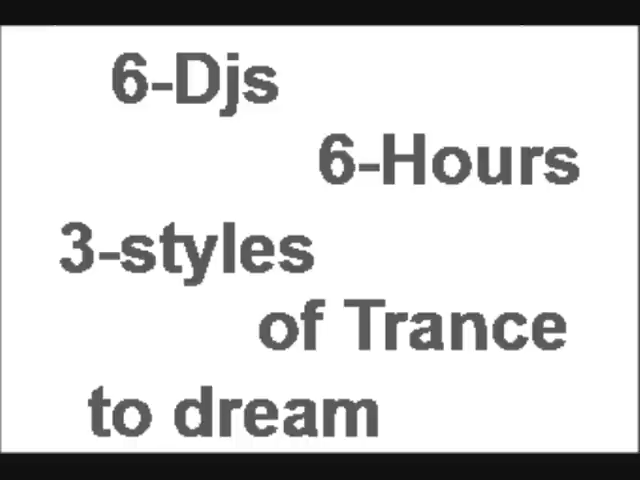 6-Djs
6-Hours
3-styles
of Trance
to dream